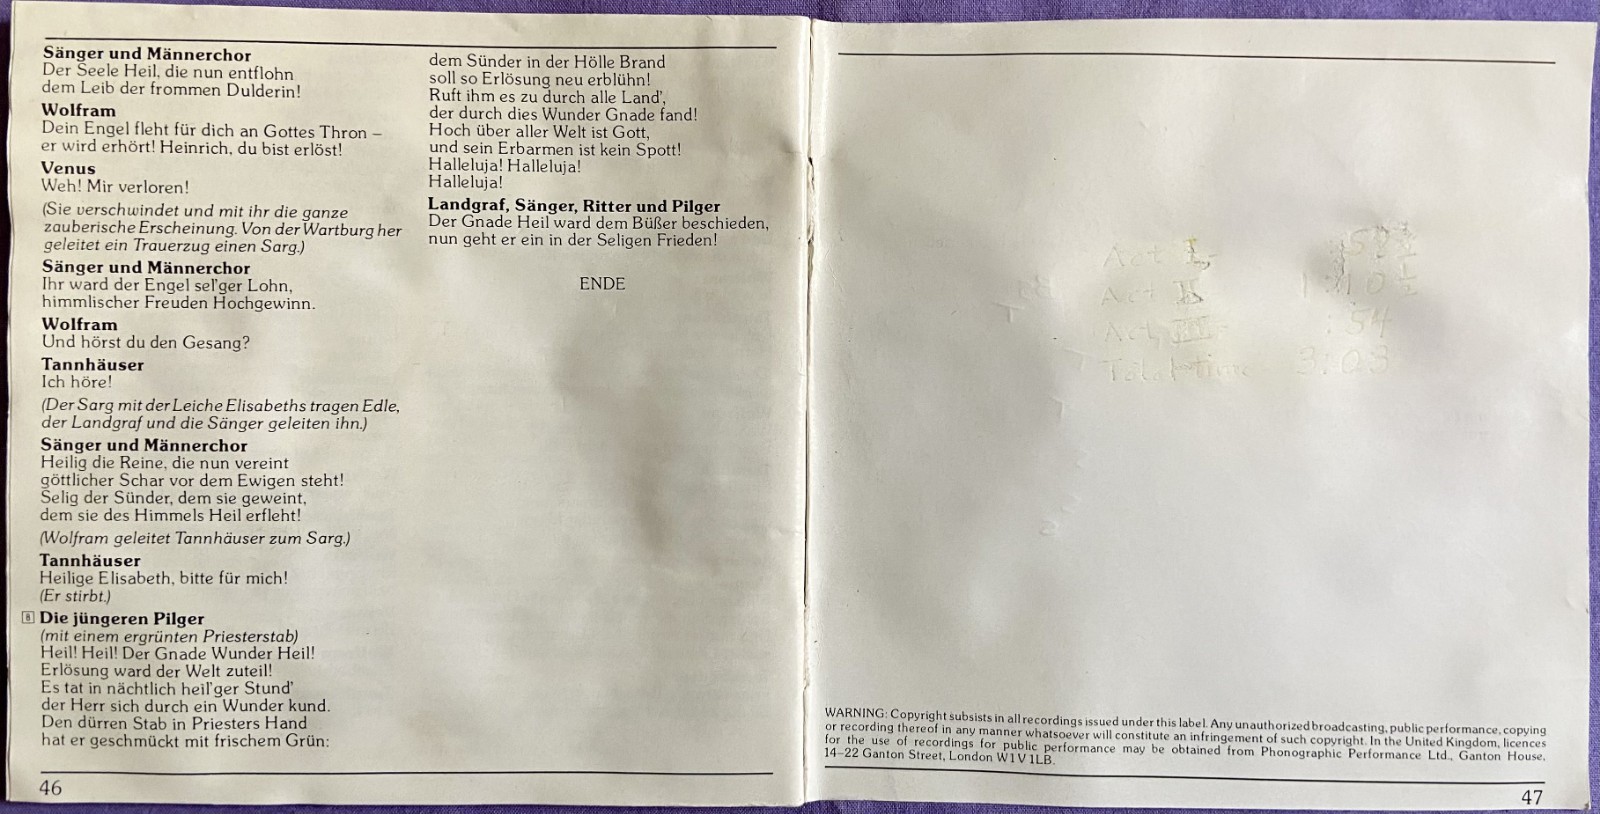 Sänger und Männerchor
Der Seele Heil, die nun entflohn
dem Leib der frommen Dulderin!
Wolfram
Dein Engel fleht für dich an Gottes Thron –
er wird erhört! Heinrich, du bist erlöst!
Venus
Weh! Mir verloren!
(Sie verschwindet und mit ihr die ganze
zauberische Erscheinung. Von der Wartburg her
geleitet ein Trauerzug einen Sarg.)
Sänger und Männerchor
Ihr ward der Engel sel'ger Lohn,
himmlischer Freuden Hochgewinn.
Wolfram
Und hörst du den Gesang?
Tannhäuser
Ich höre!
(Der Sarg mit der Leiche Elisabeths tragen Edle,
der Landgraf und die Sänger geleiten ihn.)
Sänger und Männerchor
Heilig die Reine, die nun vereint
göttlicher Schar vor dem Ewigen steht!
Selig der Sünder, dem sie geweint,
dem sie des Himmels Heil erfleht!
(Wolfram geleitet Tannhäuser zum Sarg.)
Tannhäuser
Heilige Elisabeth, bitte für mich!
(Er stirbt.)
8 Die jüngeren Pilger
(mit einem ergrünten Priesterstab)
Heil! Heil! Der Gnade Wunder Heil!
Erlösung ward der Welt zuteil!
Es tat in nächtlich heil'ger Stund'
der Herr sich durch ein Wunder kund.
Den dürren Stab in Priesters Hand
hat er geschmückt mit frischem Grün:
46
dem Sünder in der Hölle Brand
soll so Erlösung neu erblühn!
Ruft ihm es zu durch alle Land',
der durch dies Wunder Gnade fand!
Hoch über aller Welt ist Gott,
und sein Erbarmen ist kein Spott!
Halleluja! Halleluja!
Halleluja!
Landgraf, Sänger, Ritter und Pilger
Der Gnade Heil ward dem Büßer beschieden,
nun geht er ein in der Seligen Frieden!
ENDE
Act I :58½
Act II 1:10½
Act III :54
Total time 3:03
WARNING: Copyright subsists in all recordings issued under this label. Any unauthorized broadcasting, public performance, copying
or recording thereof in any manner whatsoever will constitute an infringement of such copyright. In the United Kingdom, licences
for the use of recordings for public performance may be obtained from Phonographic Performance Ltd., Ganton House,
14–22 Ganton Street, London W1V 1LB.
47